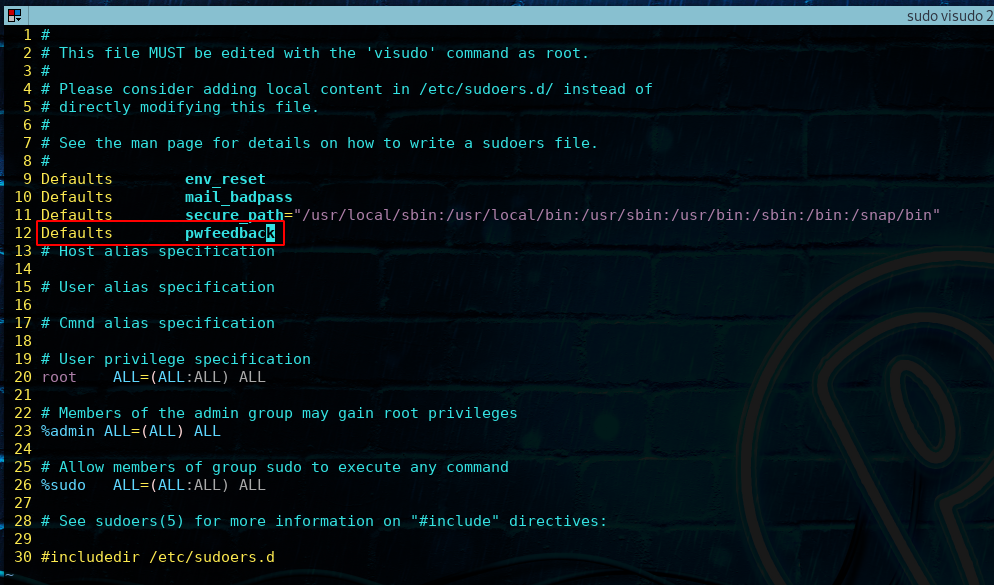 sudo visudo 2
1 #
2 # This file MUST be edited with the 'visudo' command as root.
3 #
4 # Please consider adding local content in /etc/sudoers.d/ instead of
5 # directly modifying this file.
6 #
7 # See the man page for details on how to write a sudoers file.
8 #
9 Defaults        env_reset
10 Defaults        mail_badpass
11 Defaults        secure_path="/usr/local/sbin:/usr/local/bin:/usr/sbin:/usr/bin:/sbin:/bin:/snap/bin"
12 Defaults        pwfeedback
13 # Host alias specification
14
15 # User alias specification
16
17 # Cmnd alias specification
18
19 # User privilege specification
20 root    ALL=(ALL:ALL) ALL
21
22 # Members of the admin group may gain root privileges
23 %admin ALL=(ALL) ALL
24
25 # Allow members of group sudo to execute any command
26 %sudo   ALL=(ALL:ALL) ALL
27
28 # See sudoers(5) for more information on "#include" directives:
29
30 #includedir /etc/sudoers.d
~